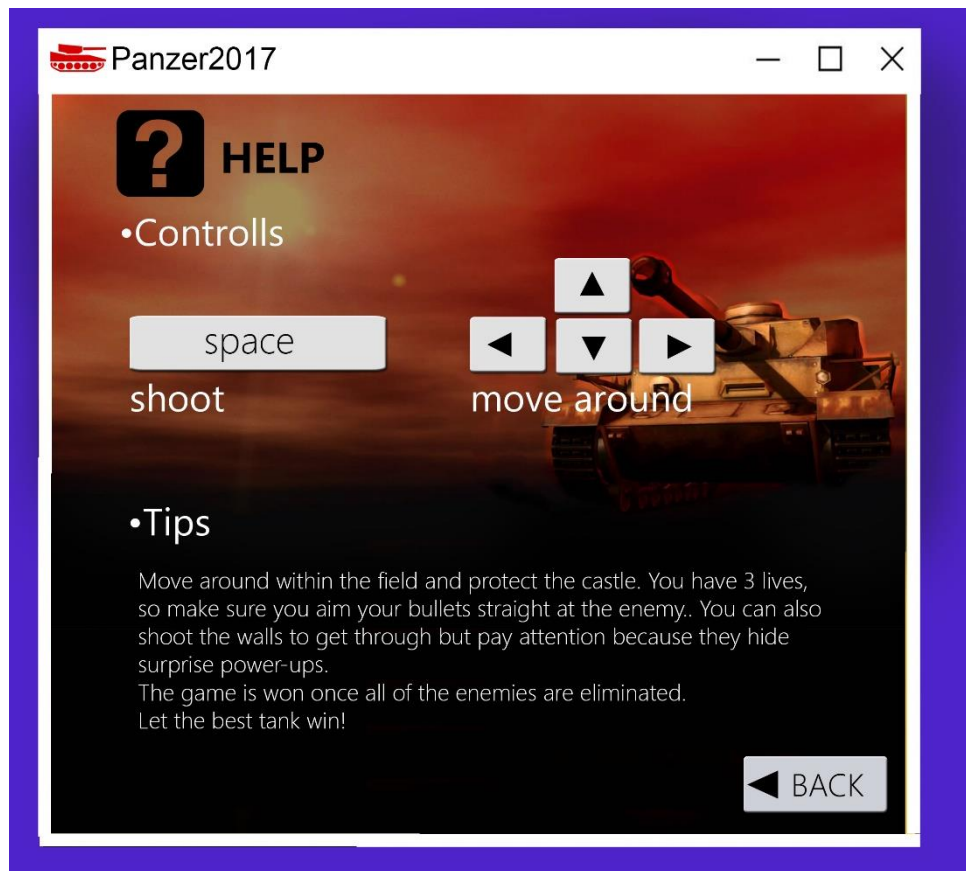 Panzer2017
? HELP
•Controlls
space
shoot
move around
•Tips
Move around within the field and protect the castle. You have 3 lives,
so make sure you aim your bullets straight at the enemy.. You can also
shoot the walls to get through but pay attention because they hide
surprise power-ups.
The game is won once all of the enemies are eliminated.
Let the best tank win!
BACK